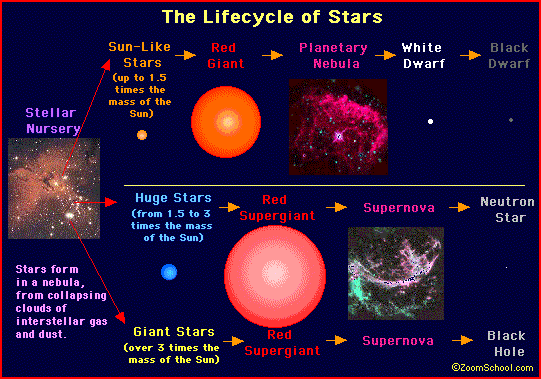 The Lifecycle of Stars
Sun-Like
Stars
(up to 1.5
times the
mass of the
Sun)
Red
Giant
Planetary
Nebula
White
Dwarf
Black
Dwarf
Stellar
Nursery
Huge Stars
(from 1.5 to 3
times the mass
of the Sun)
Red
Supergiant
Supernova
Neutron
Star
Stars form
in a nebula,
from collapsing
clouds of
interstellar gas
and dust.
Giant Stars
(over 3 times the
mass of the Sun)
Red
Supergiant
Supernova
Black
Hole
©ZoomSchool.com